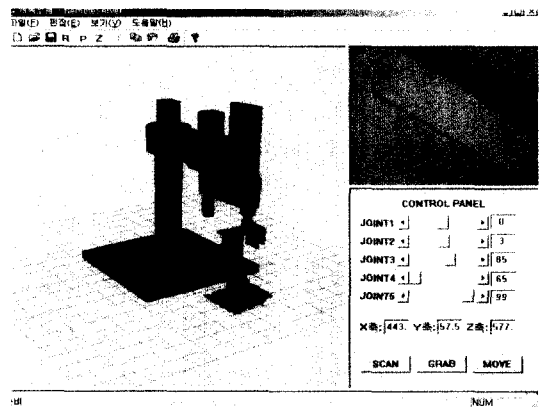 파일(F) 편집(E) 보기(V) 도움말(H)
R P Z
CONTROL PANEL
JOINT1 0
JOINT2 3
JOINT3 85
JOINT4 65
JOINT5 99
X축: 443. Y축: 57.5 Z축: 577.
SCAN GRAB MOVE
NUM